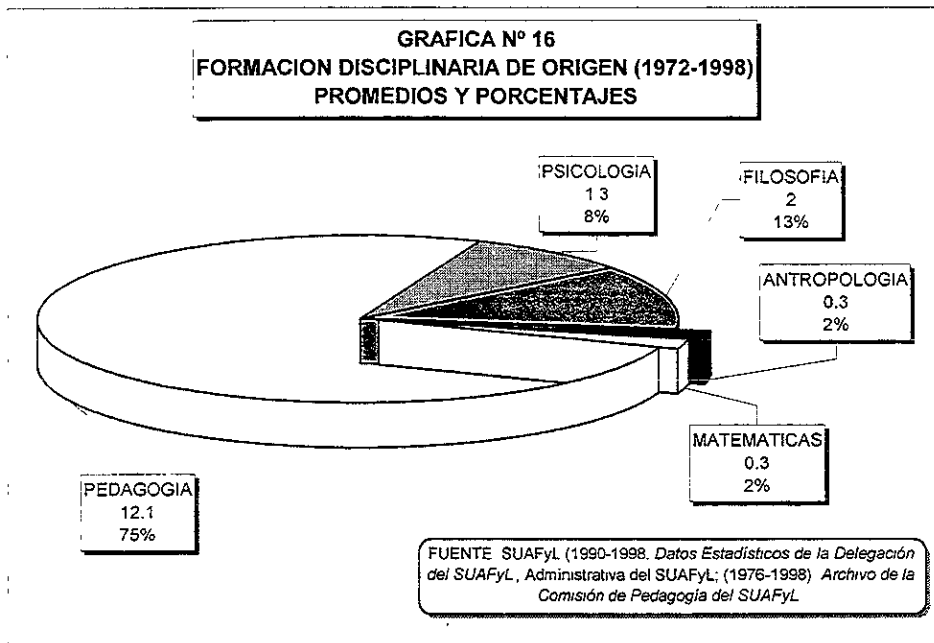 GRAFICA Nº 16
FORMACION DISCIPLINARIA DE ORIGEN (1972-1998)
PROMEDIOS Y PORCENTAJES
PSICOLOGIA
1 3
8%
FILOSOFIA
2
13%
ANTROPOLOGIA
0.3
2%
MATEMATICAS
0.3
2%
PEDAGOGIA
12.1
75%
FUENTE SUAFyL (1990-1998. Datos Estadísticos de la Delegación
del SUAFyL, Administrativa del SUAFyL; (1976-1998) Archivo de la
Comisión de Pedagogía del SUAFyL